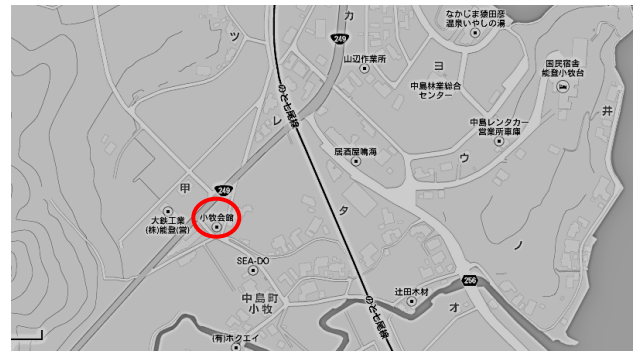 なかじま猿田彦
温泉いやしの湯
カ
ツ
249
山辺作業所
ヨ
国民宿舎
能登小牧台
中島林業総合
センター
井
のと七尾線
レ
中島レンタカー
営業所車庫
居酒屋鳴海
ウ
甲
249
大鉄工業
(株)能登(営)
小牧会館
タ
ノ
SEA-DO
256
中島町
小牧
辻田木材
オ
のと七尾線
(有)ホクエイ